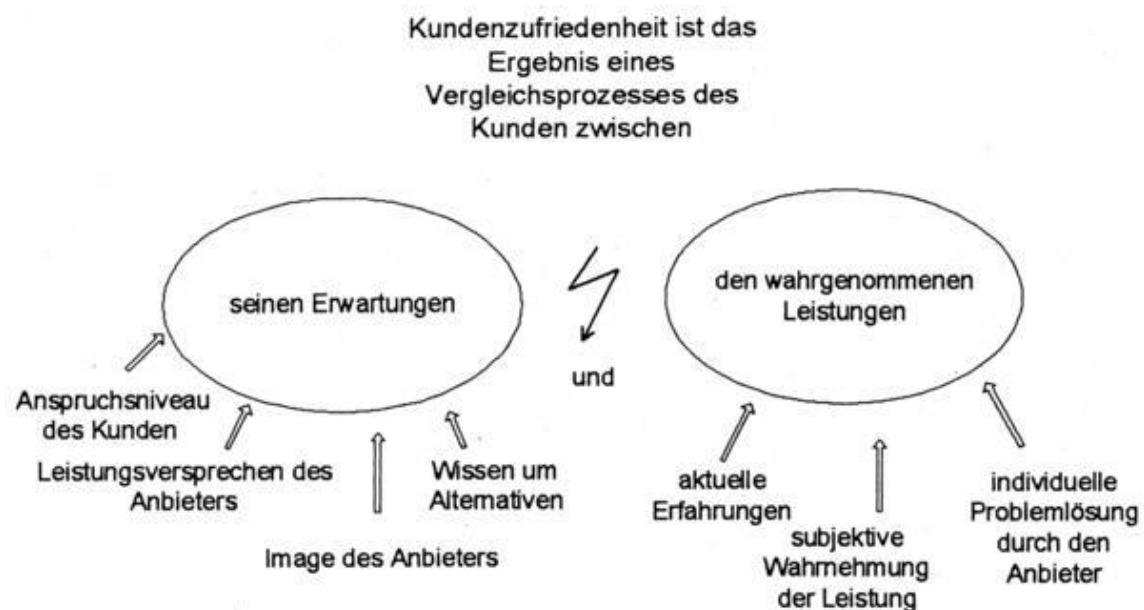 Kundenzufriedenheit ist das
Ergebnis eines
Vergleichsprozesses des
Kunden zwischen
seinen Erwartungen
den wahrgenommenen
Leistungen
und
Anspruchsniveau
des Kunden
Leistungsversprechen des
Anbieters
Image des Anbieters
Wissen um
Alternativen
aktuelle
Erfahrungen
subjektive
Wahrnehmung
der Leistung
individuelle
Problemlösung
durch den
Anbieter